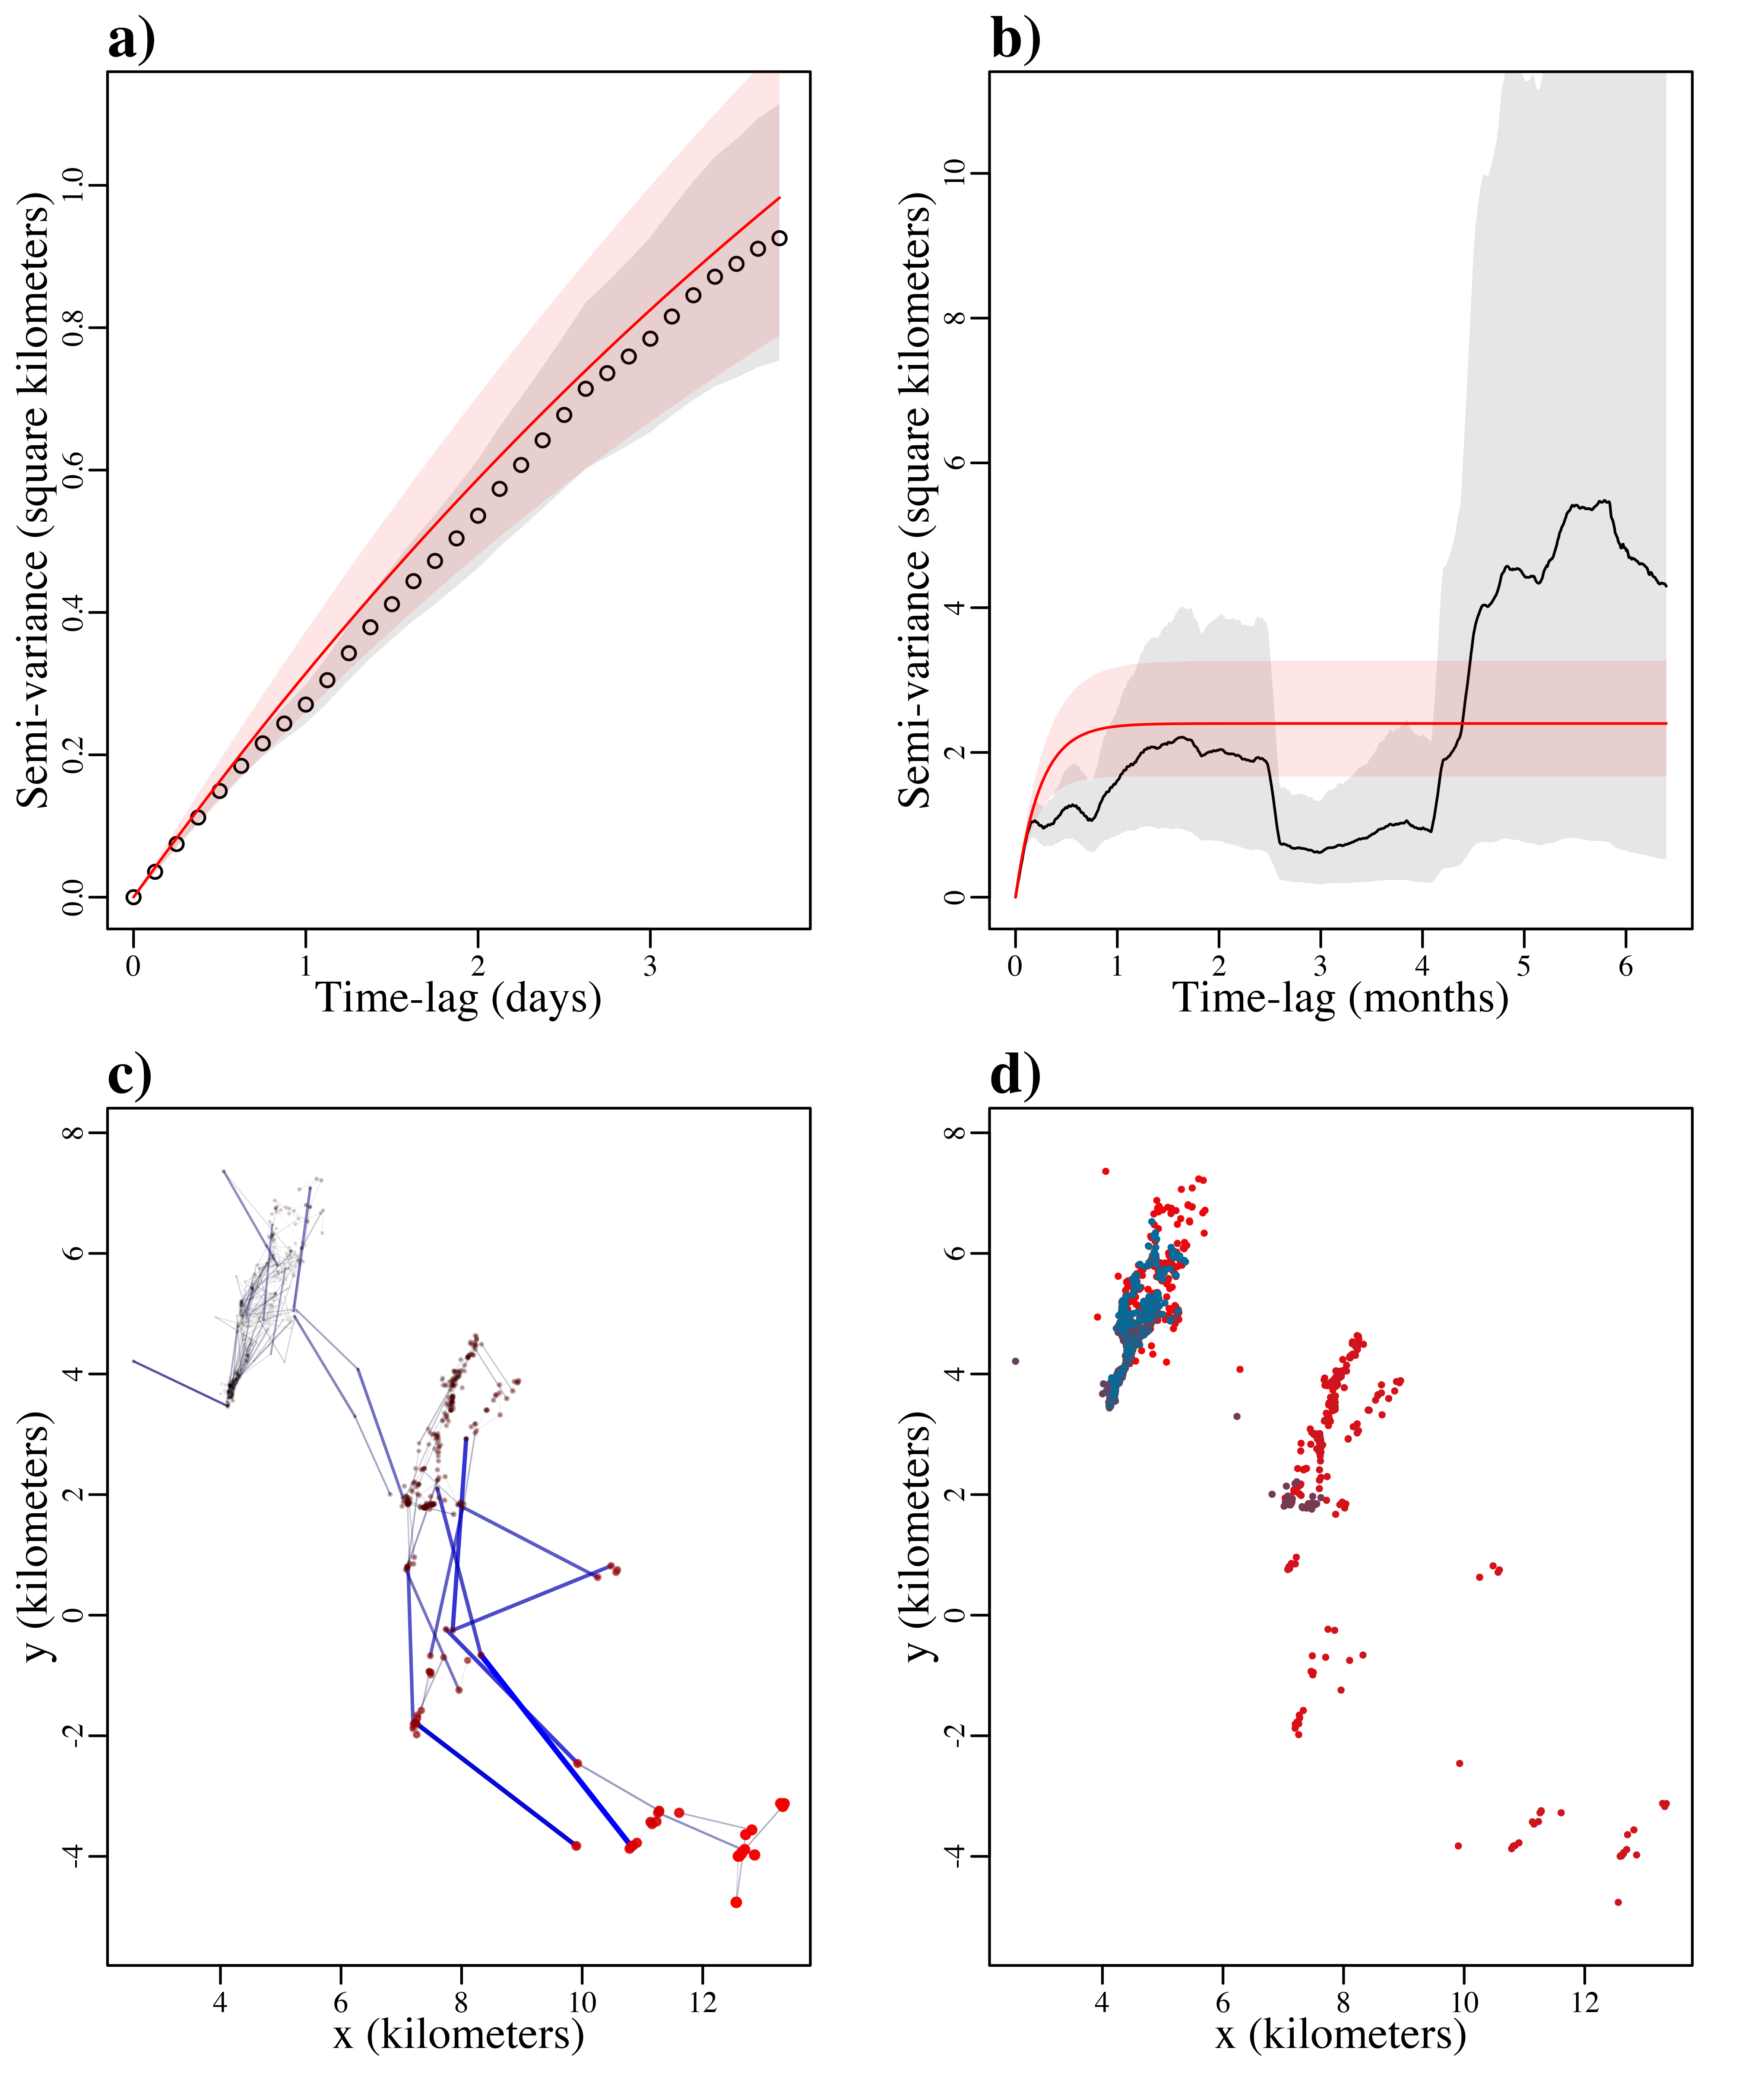 a)
Semi-variance (square kilometers)
0.0 0.2 0.4 0.6 0.8 1.0
0 1 2 3
Time-lag (days)
b)
Semi-variance (square kilometers)
0 2 4 6 8 10
0 1 2 3 4 5 6
Time-lag (months)
c)
y (kilometers)
-4 -2 0 2 4 6 8
4 6 8 10 12
x (kilometers)
d)
y (kilometers)
-4 -2 0 2 4 6 8
4 6 8 10 12
x (kilometers)